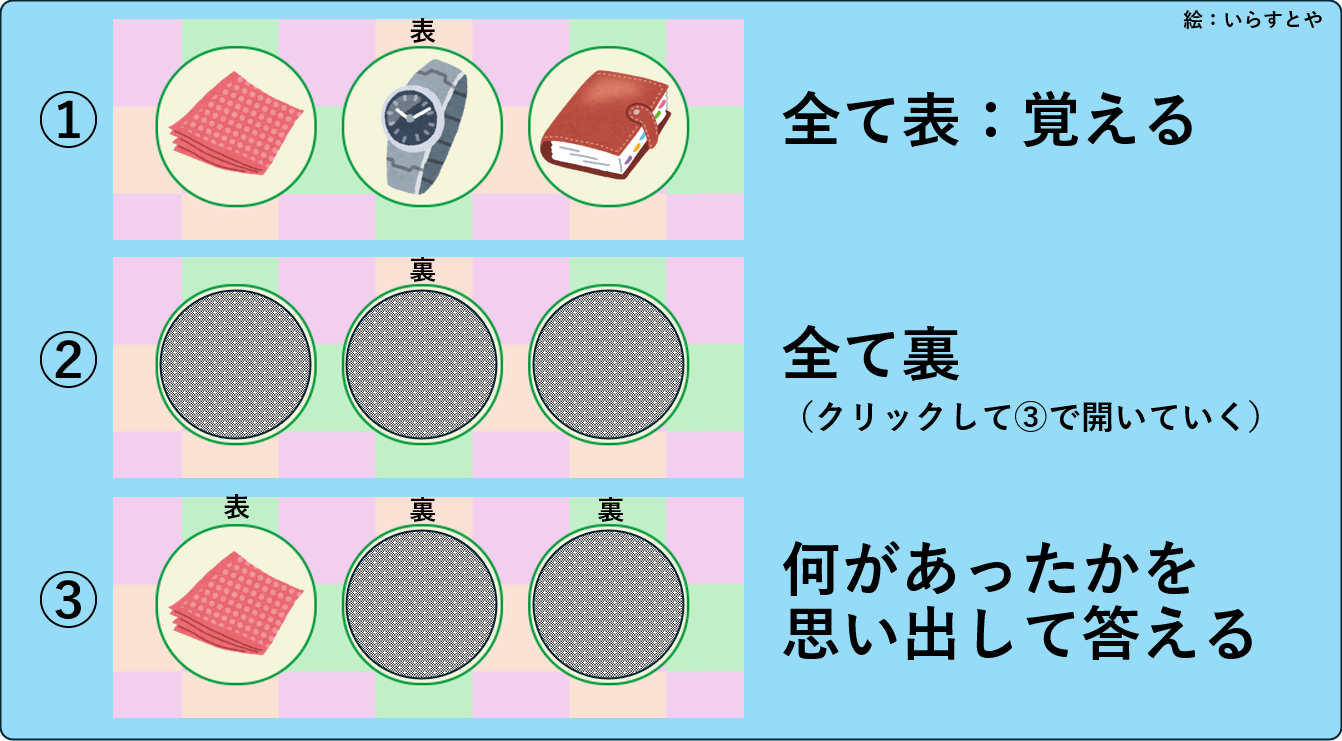 絵：いらすとや
表
①
全て表：覚える
裏
②
全て裏
（クリックして③で開いていく）
表 裏 裏
③
何があったかを
思い出して答える